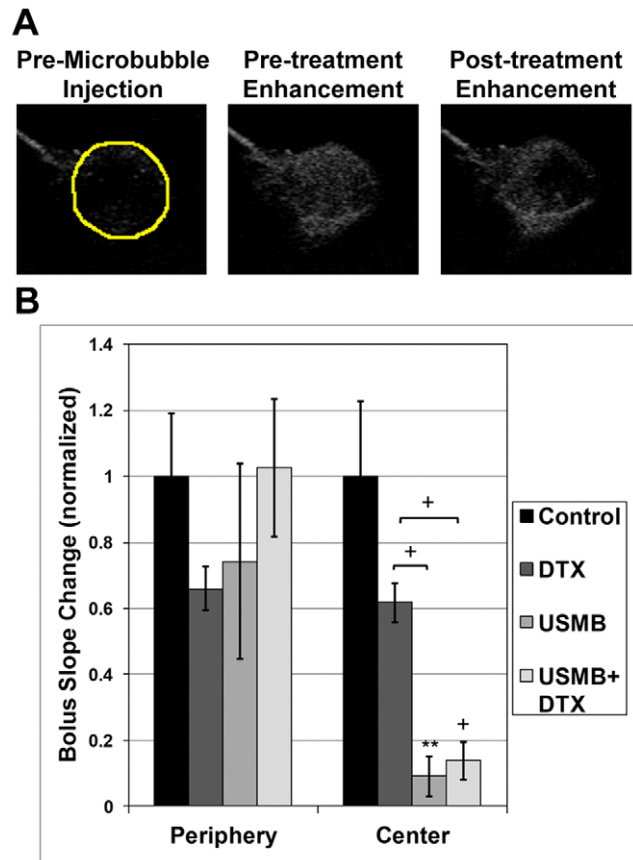 A
Pre-Microbubble
Injection
Pre-treatment
Enhancement
Post-treatment
Enhancement
B
Bolus Slope Change (normalized)
1.4
1.2
1
0.8
0.6
0.4
0.2
0
+
+
**
+
Periphery
Center
Control
DTX
USMB
USMB+
DTX